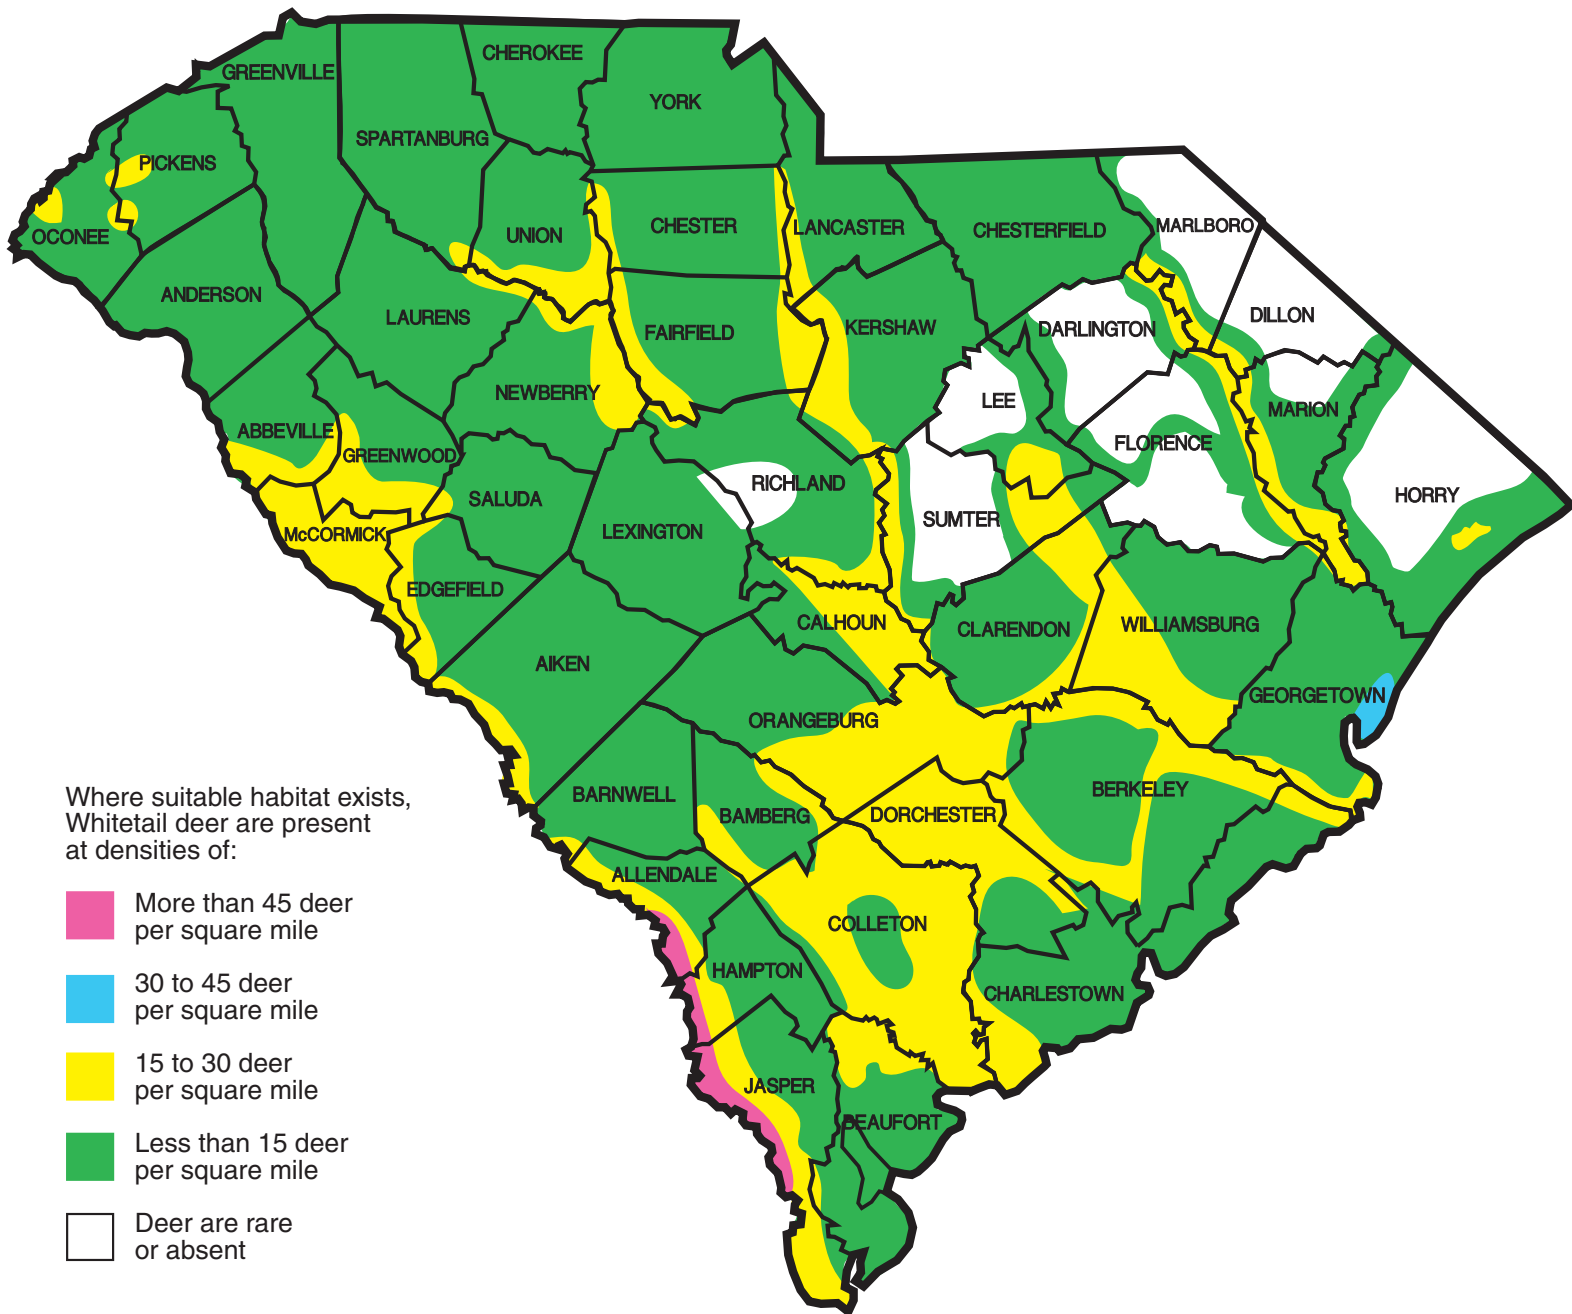 CHEROKEE
GREENVILLE
YORK
SPARTANBURG
PICKENS
MARLBORO
CHESTER
LANCASTER
CHESTERFIELD
UNION
OCONEE
ANDERSON
LAURENS
DILLON
KERSHAW
DARLINGTON
FAIRFIELD
NEWBERRY
LEE
MARION
ABBEVILLE
FLORENCE
GREENWOOD
RICHLAND
HORRY
SALUDA
SUMTER
LEXINGTON
McCORMICK
EDGEFIELD
CALHOUN
CLARENDON
WILLIAMSBURG
AIKEN
GEORGETOWN
ORANGEBURG
BERKELEY
BARNWELL
BAMBERG
DORCHESTER
ALLENDALE
COLLETON
HAMPTON
CHARLESTOWN
JASPER
BEAUFORT
Where suitable habitat exists,
Whitetail deer are present
at densities of:
More than 45 deer
per square mile
30 to 45 deer
per square mile
15 to 30 deer
per square mile
Less than 15 deer
per square mile
Deer are rare
or absent